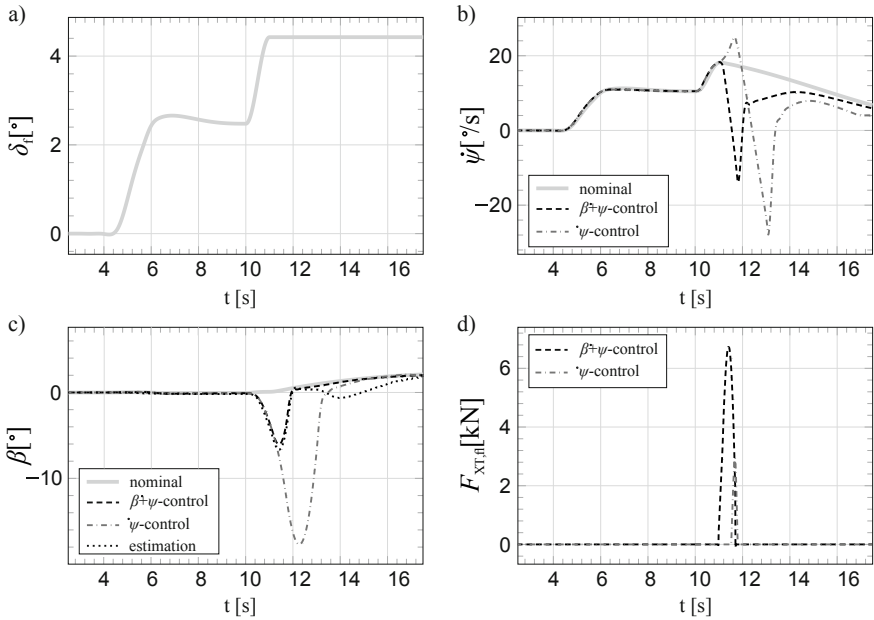 a)
4
2
0
δf[°]
4 6 8 10 12 14 16
t [s]
b)
20
0
−20
ψ̇[°/s]
nominal
β+ψ̇-control
ψ̇-control
4 6 8 10 12 14 16
t [s]
c)
0
−10
β[°]
nominal
β+ψ̇-control
ψ̇-control
estimation
4 6 8 10 12 14 16
t [s]
d)
6
4
2
0
F_XT,fl[kN]
β+ψ̇-control
ψ̇-control
4 6 8 10 12 14 16
t [s]